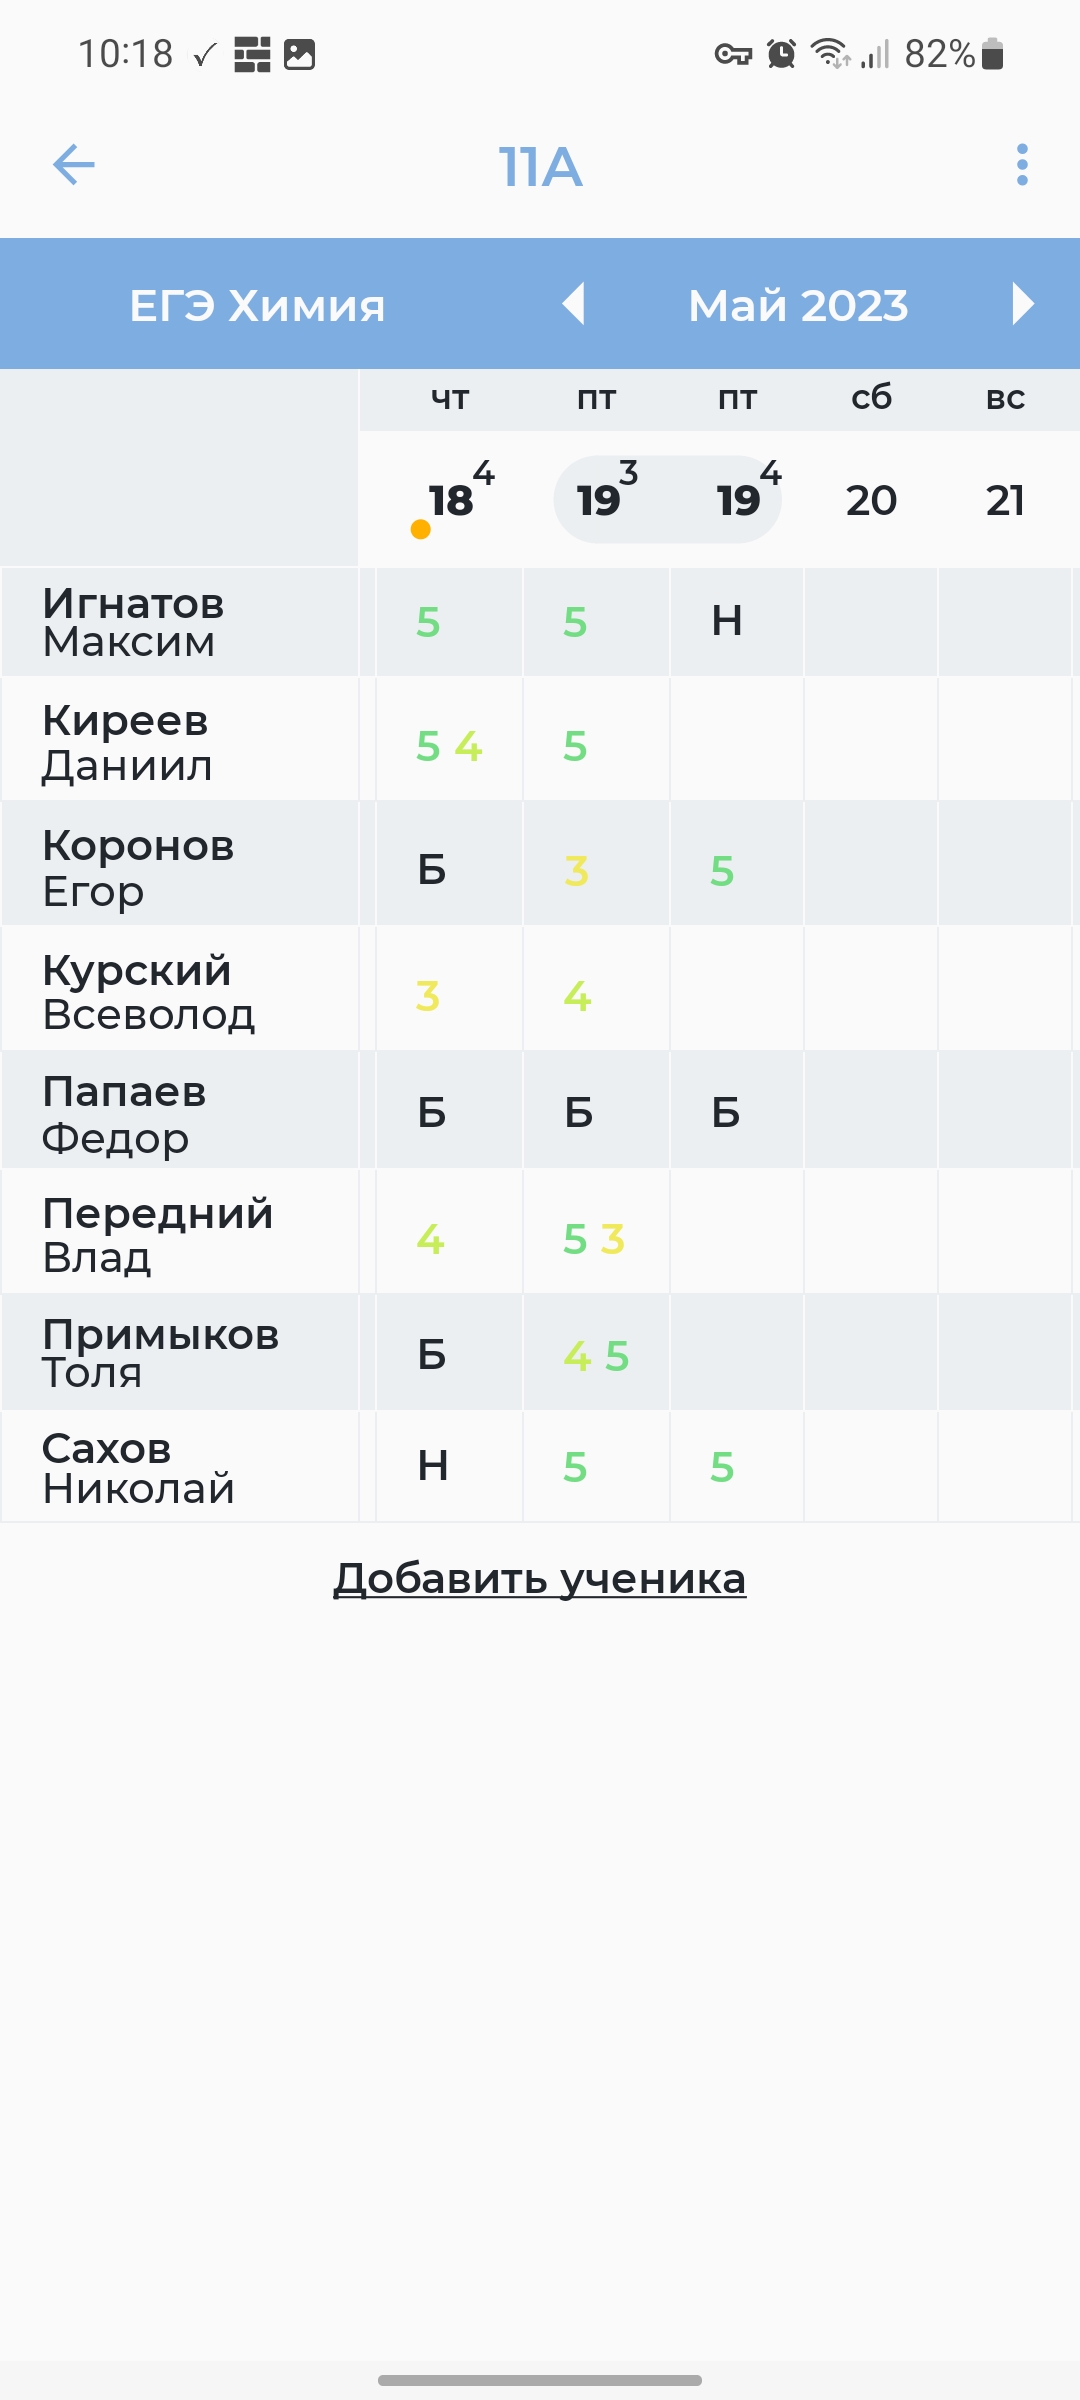 10:18 82%
11А
ЕГЭ Химия Май 2023
чт пт пт сб вс
18 4 19 3 19 4 20 21
Игнатов
Максим
5 5 Н
Киреев
Даниил
5 4 5
Коронов
Егор
Б 3 5
Курский
Всеволод
3 4
Папаев
Федор
Б Б Б
Передний
Влад
4 5 3
Примыков
Толя
Б 4 5
Сахов
Николай
Н 5 5
Добавить ученика